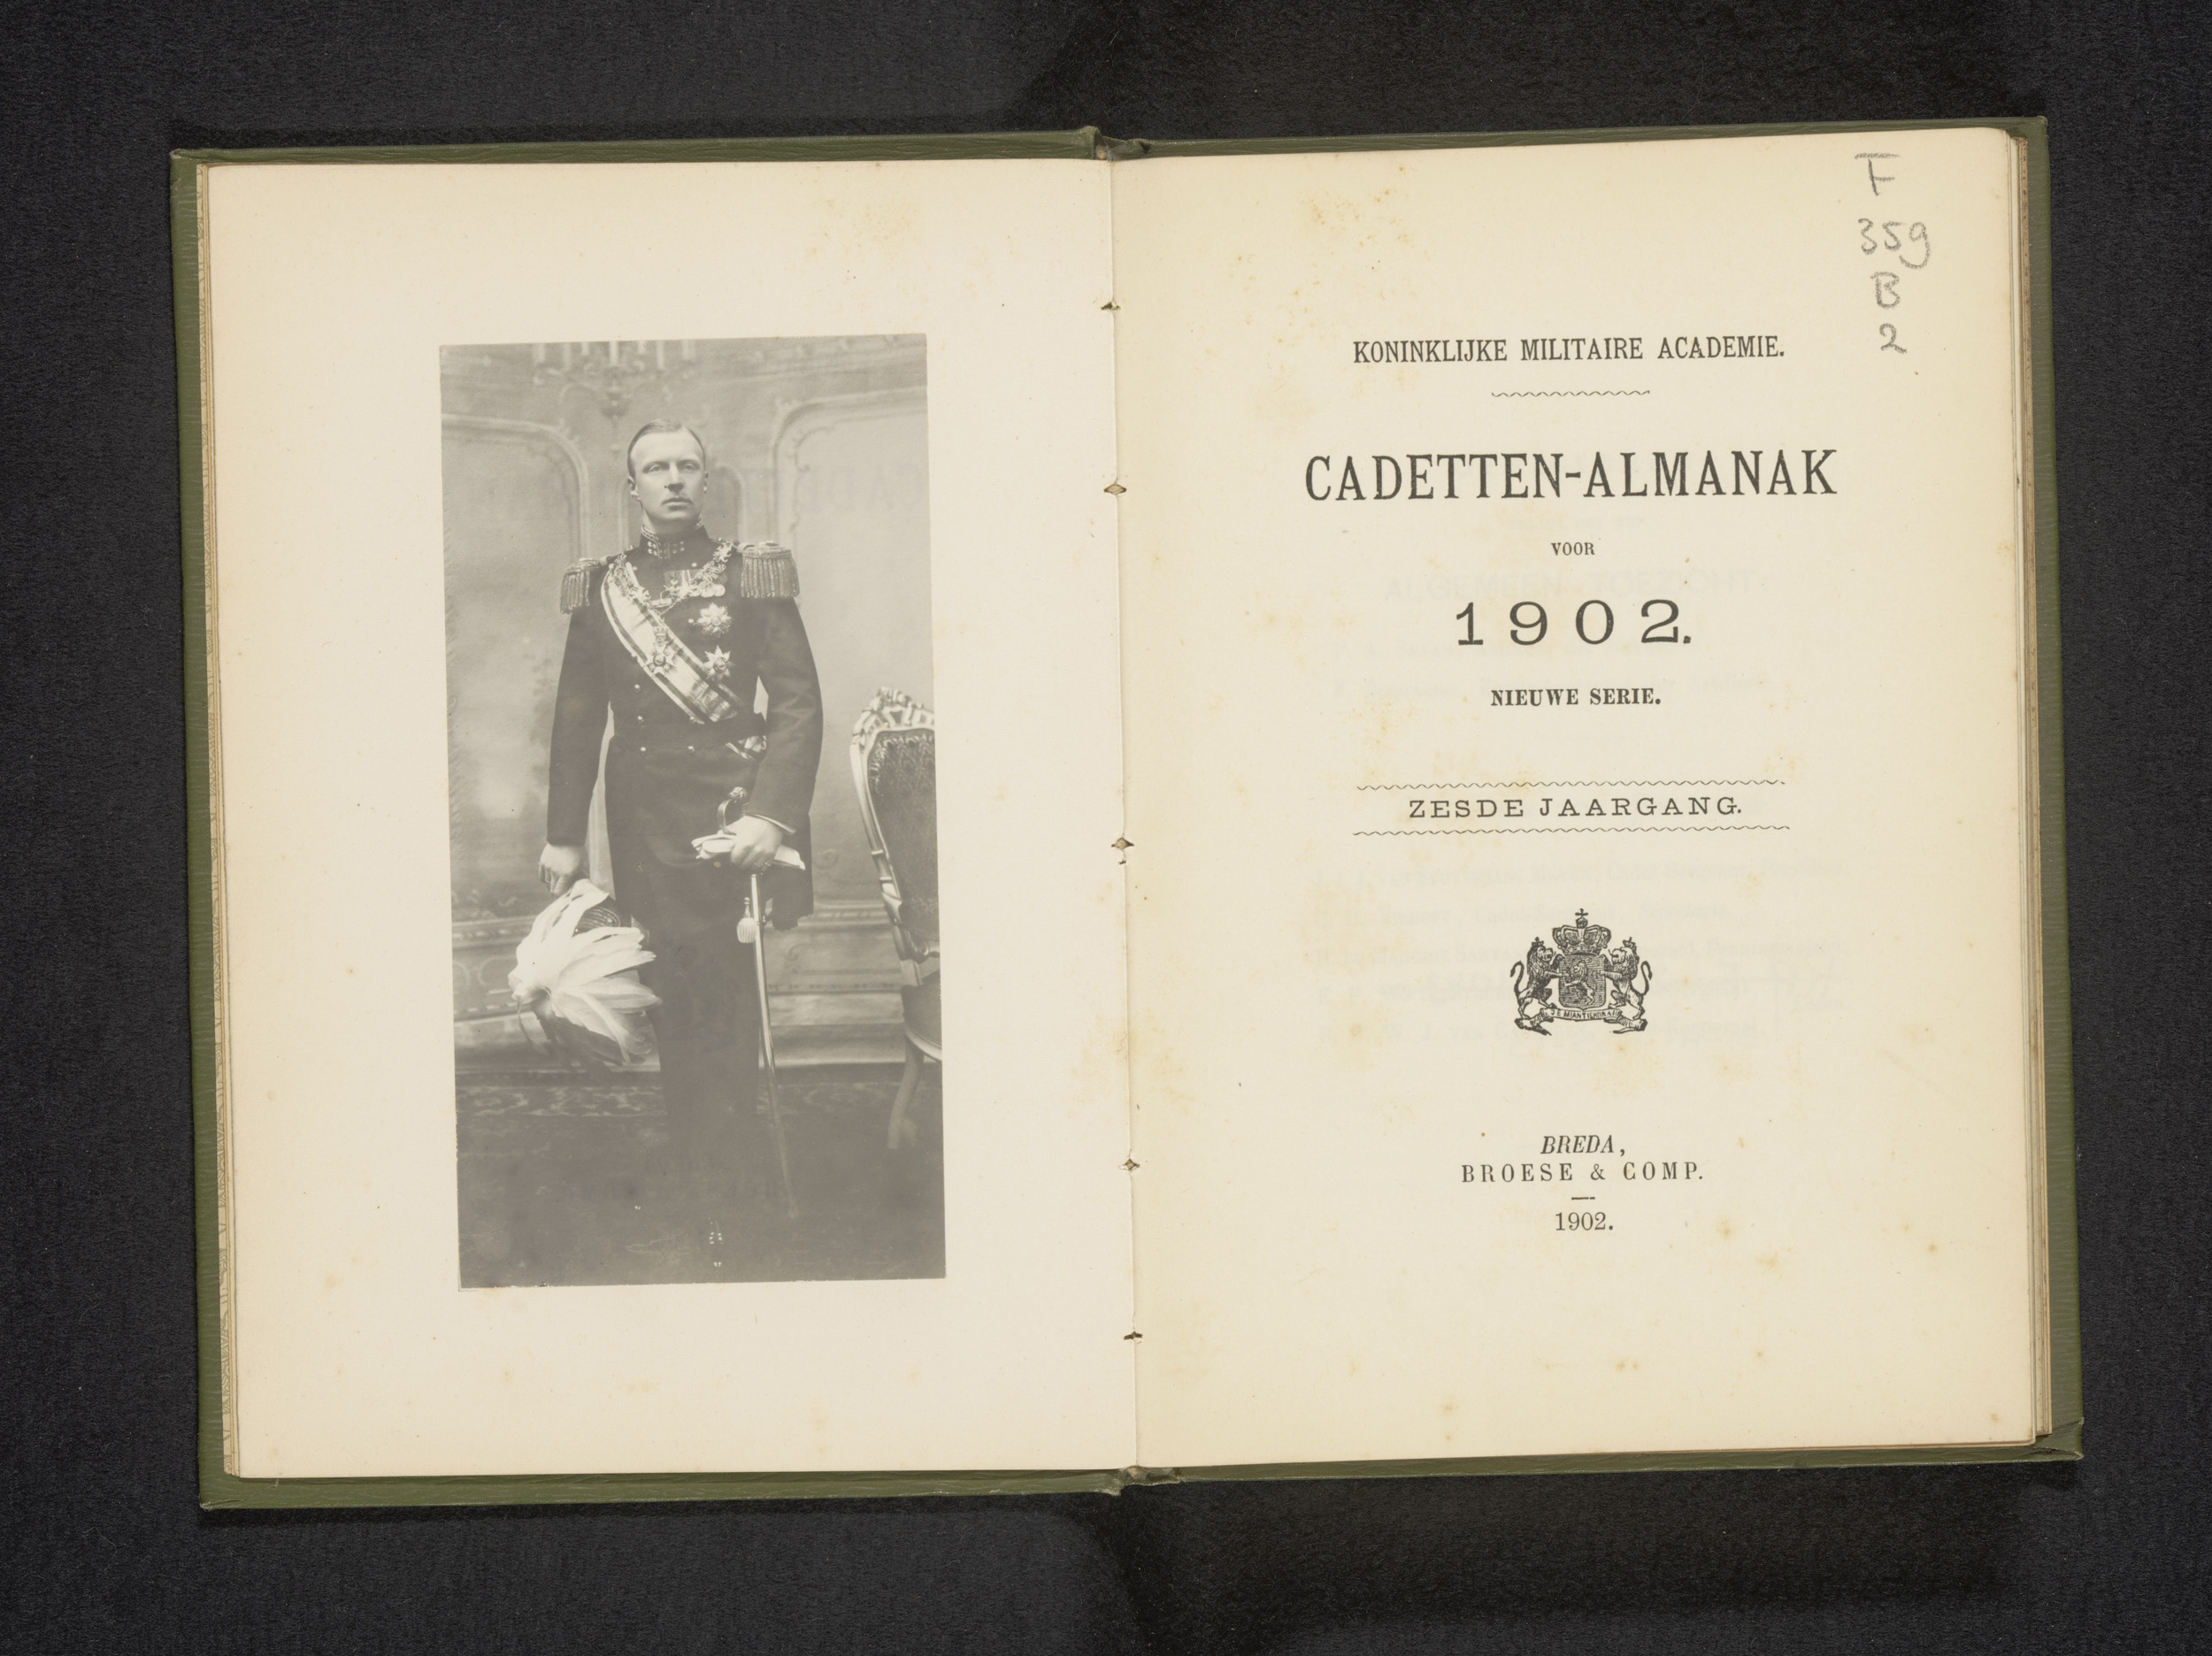 F
359
B
2
KONINKLIJKE MILITAIRE ACADEMIE.
CADETTEN-ALMANAK
VOOR
1902.
NIEUWE SERIE.
ZESDE JAARGANG.
BREDA,
BROESE & COMP.
1902.